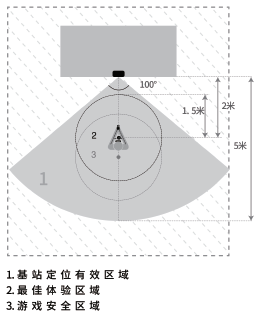 100°
1. 5米
2米
2
5米
3
1
1. 基站定位有效区域
2. 最佳体验区域
3. 游戏安全区域